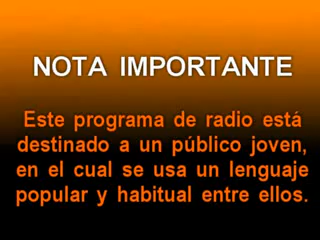 NOTA IMPORTANTE
Este programa de radio está
destinado a un público joven,
en el cual se usa un lenguaje
popular y habitual entre ellos.